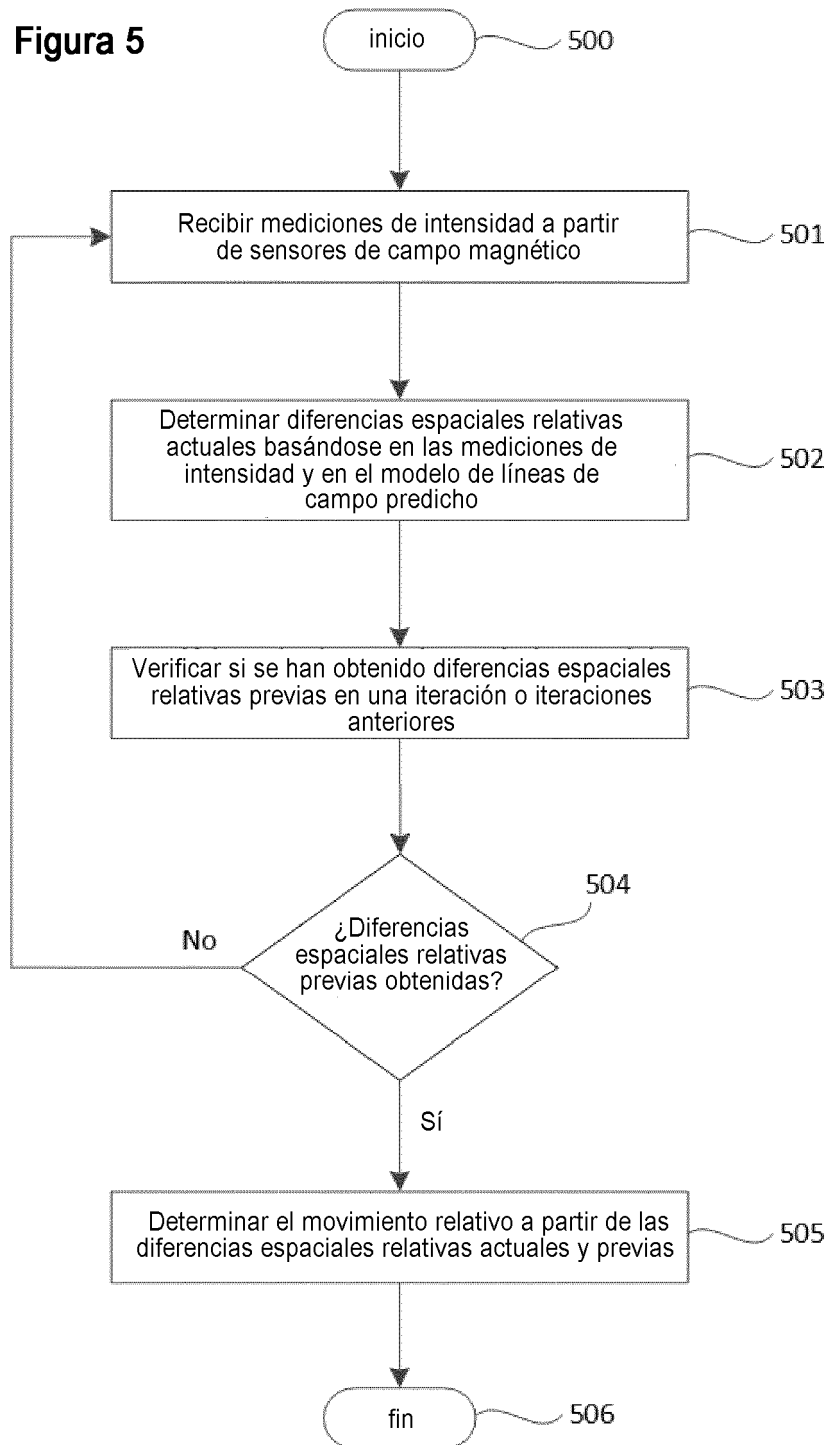 Figura 5
inicio
500
Recibir mediciones de intensidad a partir
de sensores de campo magnético
501
Determinar diferencias espaciales relativas
actuales basándose en las mediciones de
intensidad y en el modelo de líneas de
campo predicho
502
Verificar si se han obtenido diferencias espaciales
relativas previas en una iteración o iteraciones
anteriores
503
504
¿Diferencias
espaciales relativas
previas obtenidas?
No
Sí
Determinar el movimiento relativo a partir de las
diferencias espaciales relativas actuales y previas
505
fin
506